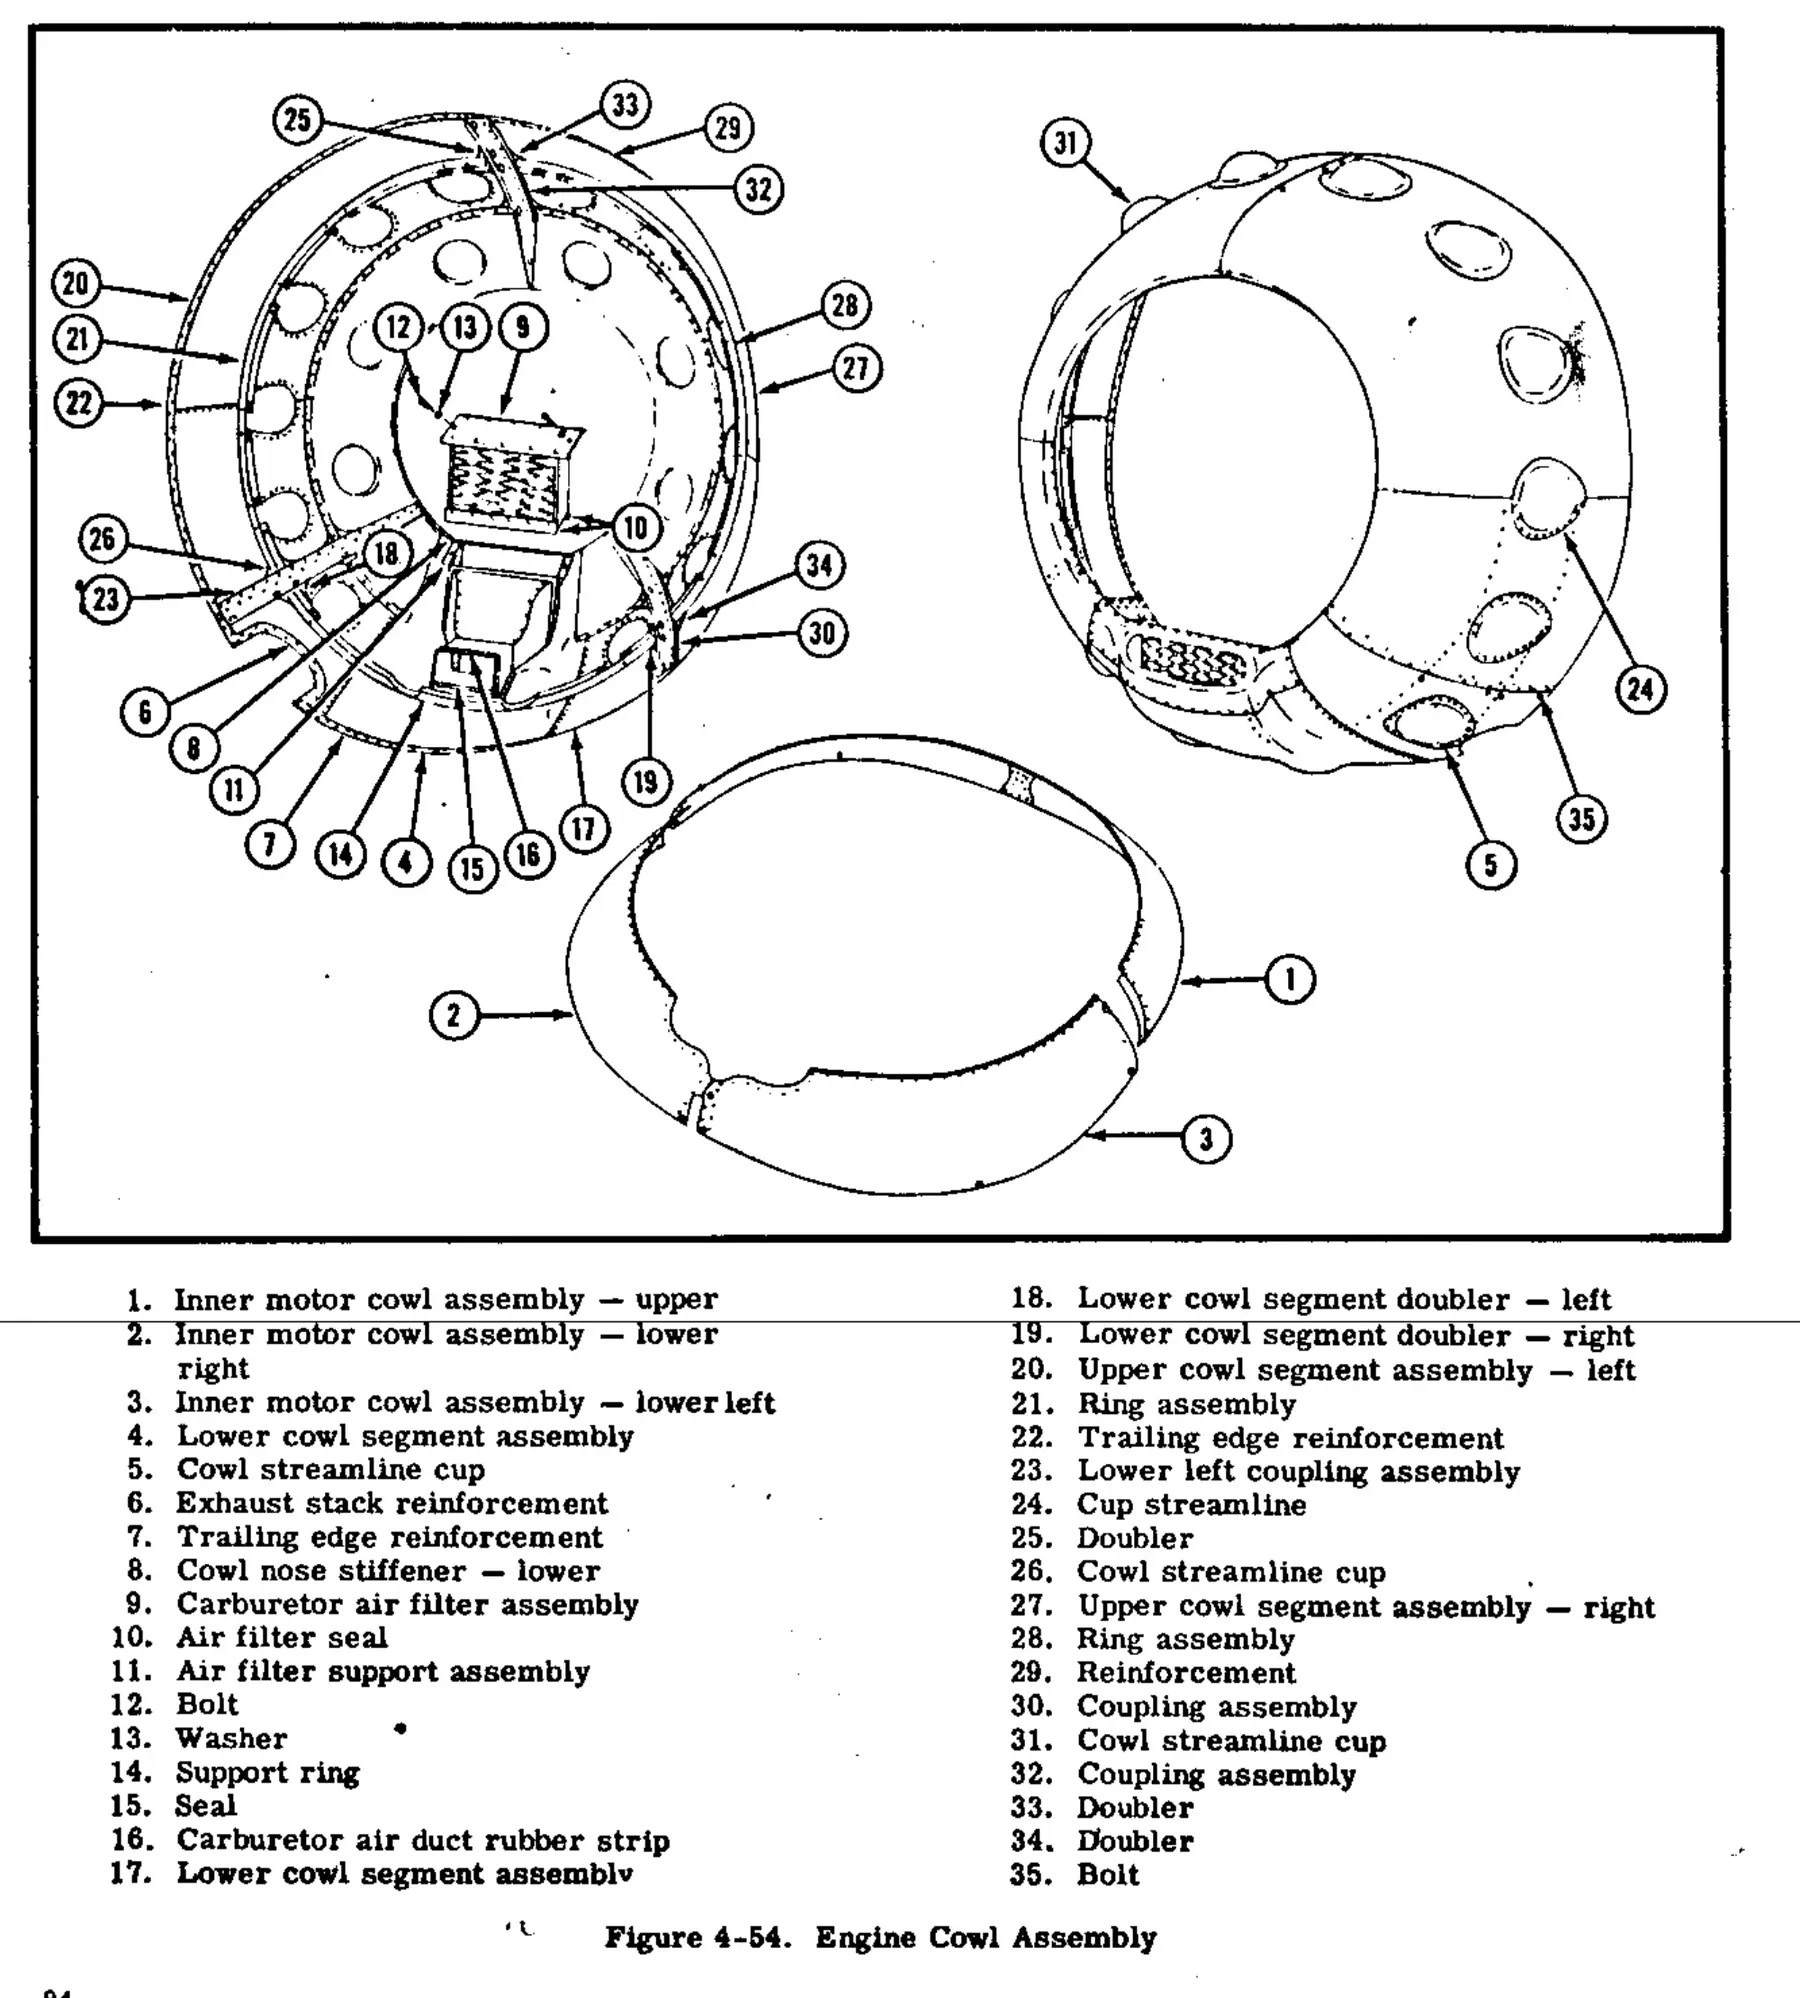 25
33
29
32
31
20
21
22
12
13
9
28
27
26
18
10
23
34
30
6
8
11
19
24
7
14
4
15
16
17
35
5
2
1
3
1. Inner motor cowl assembly — upper
2. Inner motor cowl assembly — lower
right
3. Inner motor cowl assembly — lower left
4. Lower cowl segment assembly
5. Cowl streamline cup
6. Exhaust stack reinforcement
7. Trailing edge reinforcement
8. Cowl nose stiffener — lower
9. Carburetor air filter assembly
10. Air filter seal
11. Air filter support assembly
12. Bolt
13. Washer
14. Support ring
15. Seal
16. Carburetor air duct rubber strip
17. Lower cowl segment assembly
18. Lower cowl segment doubler — left
19. Lower cowl segment doubler — right
20. Upper cowl segment assembly — left
21. Ring assembly
22. Trailing edge reinforcement
23. Lower left coupling assembly
24. Cup streamline
25. Doubler
26. Cowl streamline cup
27. Upper cowl segment assembly — right
28. Ring assembly
29. Reinforcement
30. Coupling assembly
31. Cowl streamline cup
32. Coupling assembly
33. Doubler
34. Doubler
35. Bolt
Figure 4-54. Engine Cowl Assembly